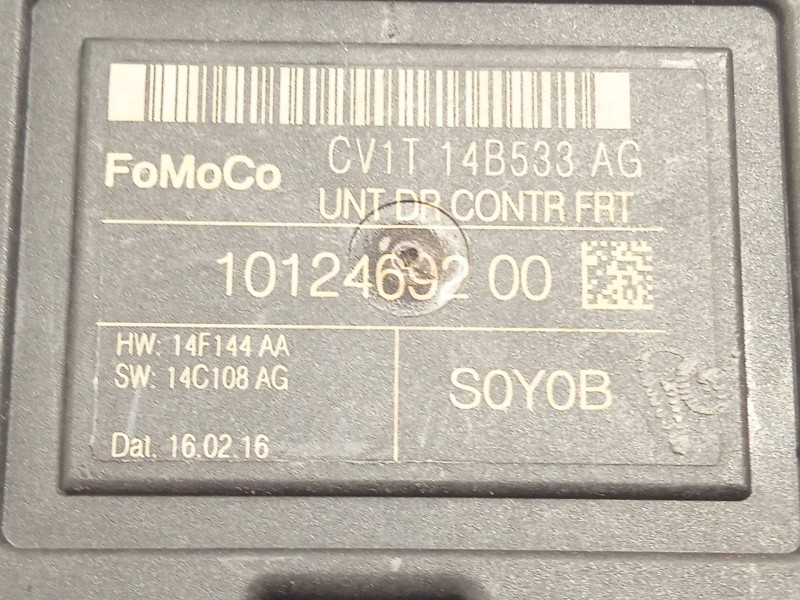 FoMoCo CV1T 14B533 AG
UNT DR CONTR FRT
10124692 00
HW: 14F144 AA
SW: 14C108 AG
S0Y0B
Dat. 16.02.16